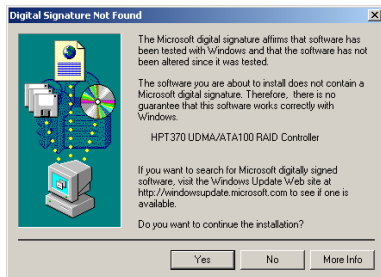 Digital Signature Not Found
The Microsoft digital signature affirms that software has
been tested with Windows and that the software has not
been altered since it was tested.
The software you are about to install does not contain a
Microsoft digital signature. Therefore, there is no
guarantee that this software works correctly with
Windows.
HPT370 UDMA/ATA100 RAID Controller
If you want to search for Microsoft digitally signed
software, visit the Windows Update Web site at
http://windowsupdate.microsoft.com to see if one is
available.
Do you want to continue the installation?
Yes No More Info